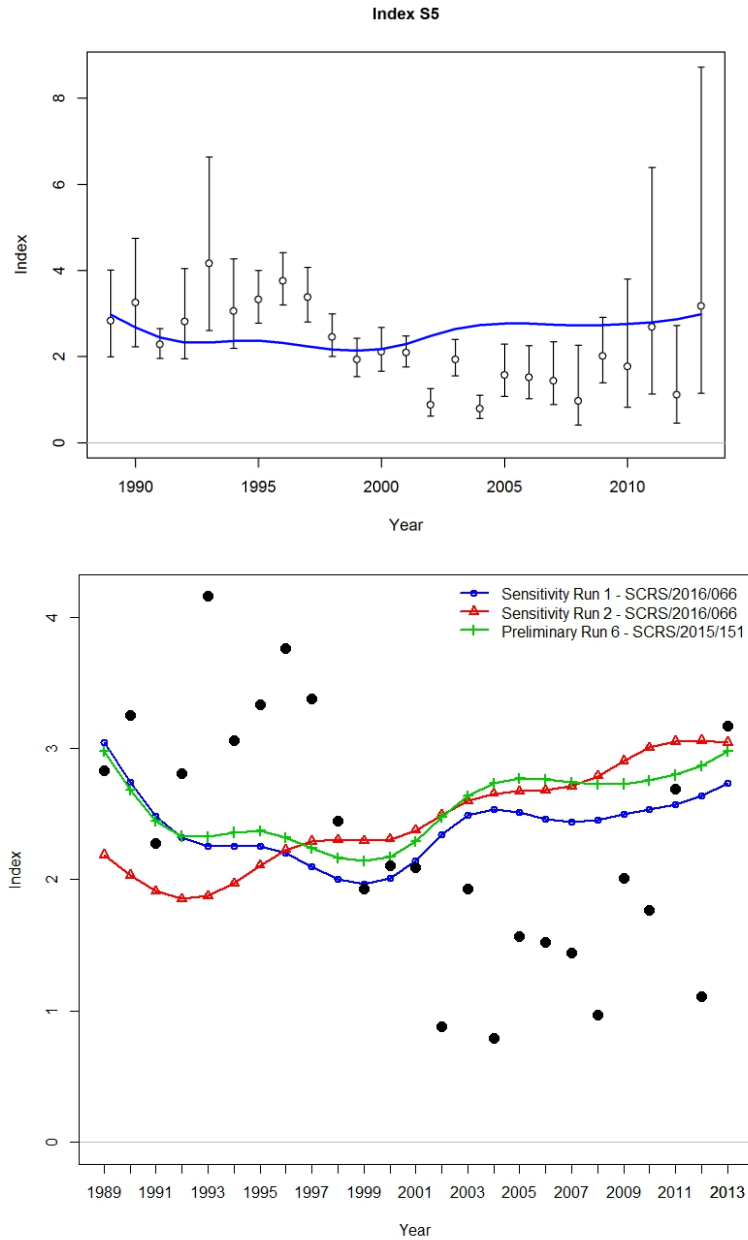 Index S5
8
6
4
2
0
Index
1990 1995 2000 2005 2010
Year
Sensitivity Run 1 - SCRS/2016/066
Sensitivity Run 2 - SCRS/2016/066
Preliminary Run 6 - SCRS/2015/151
4
3
2
1
0
Index
1989 1991 1993 1995 1997 1999 2001 2003 2005 2007 2009 2011 2013
Year